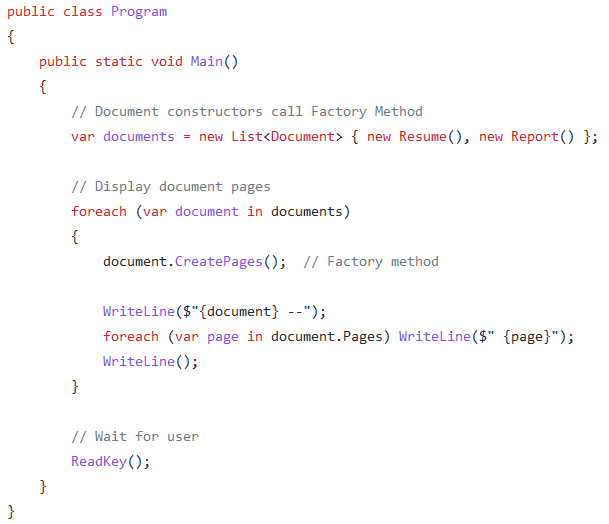 public class Program
{
    public static void Main()
    {
        // Document constructors call Factory Method
        var documents = new List<Document> { new Resume(), new Report() };

        // Display document pages
        foreach (var document in documents)
        {
            document.CreatePages();  // Factory method

            WriteLine($"{document} --");
            foreach (var page in document.Pages) WriteLine($" {page}");
            WriteLine();
        }

        // Wait for user
        ReadKey();
    }
}